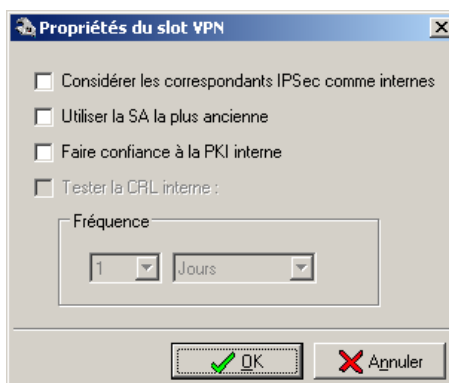 Propriétés du slot VPN
Considérer les correspondants IPSec comme internes
Utiliser la SA la plus ancienne
Faire confiance à la PKI interne
Tester la CRL interne :
Fréquence
1 Jours
OK Annuler